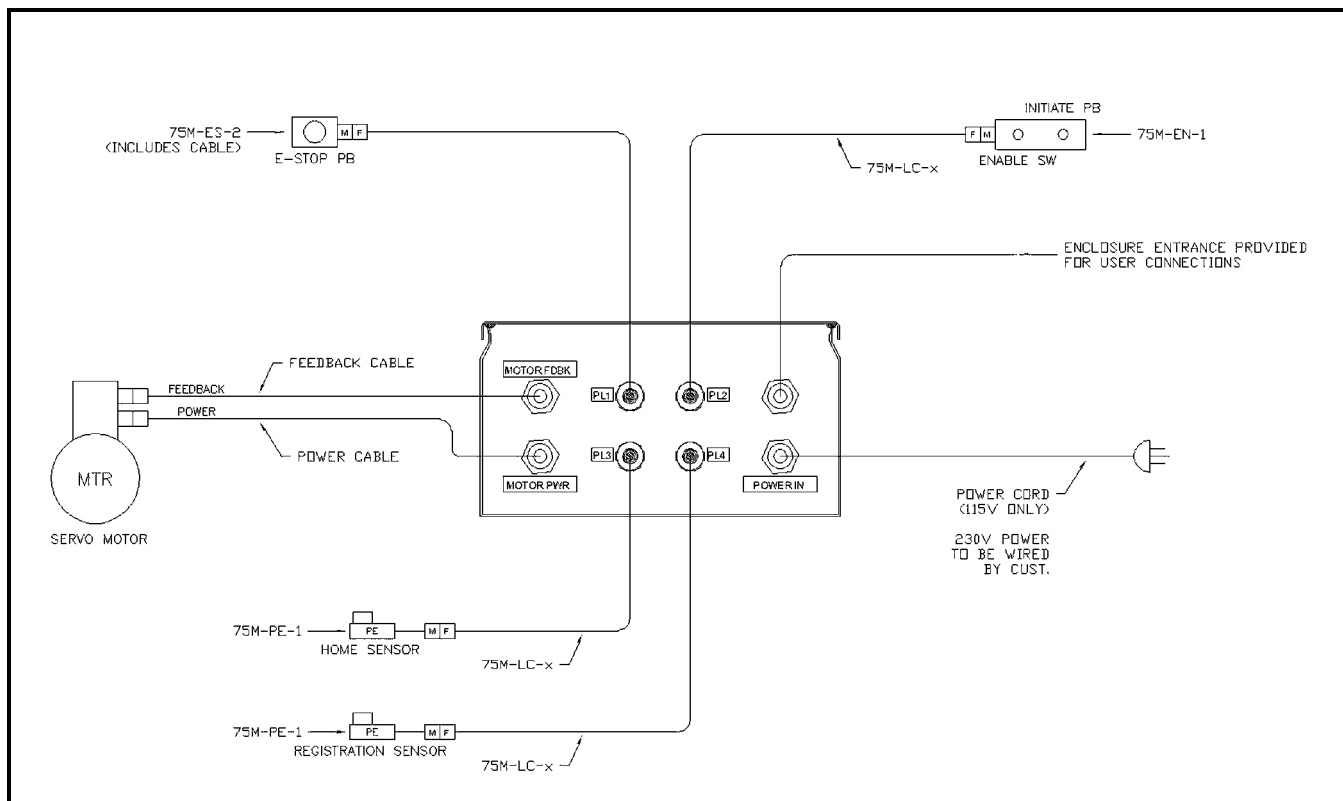 INITIATE PB
75M-ES-2
(INCLUDES CABLE)
M F
E-STOP PB
F M
75M-EN-1
ENABLE SW
75M-LC-x
ENCLOSURE ENTRANCE PROVIDED
FOR USER CONNECTIONS
FEEDBACK CABLE
MOTOR FDBK
FEEDBACK
PL1
PL2
POWER
POWER CABLE
PL3
PL4
MTR
MOTOR PWR
POWER IN
POWER CORD
(115V ONLY)
SERVO MOTOR
230V POWER
TO BE WIRED
BY CUST.
75M-PE-1
PE
M F
HOME SENSOR
75M-LC-x
75M-PE-1
PE
M F
REGISTRATION SENSOR
75M-LC-x